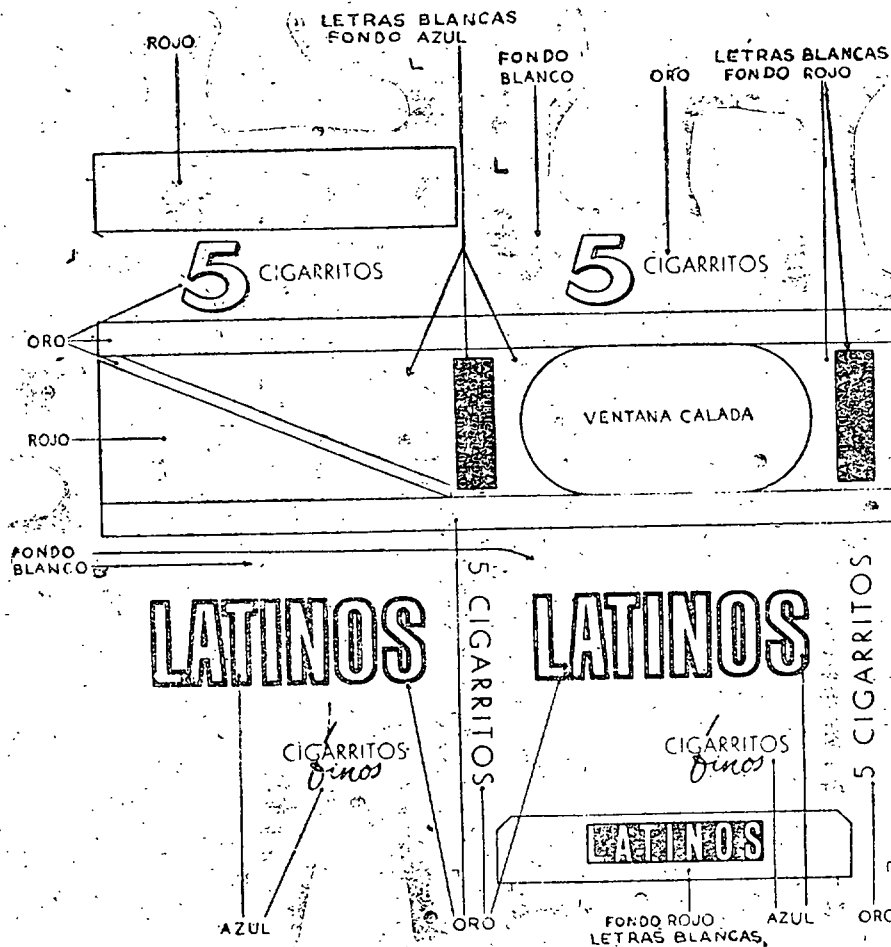 LETRAS BLANCAS
FONDO AZUL
ROJO
FONDO
BLANCO
ORO
LETRAS BLANCAS
FONDO ROJO
5 CIGARRITOS
5 CIGARRITOS
ORO
VENTANA CALADA
ROJO
FONDO
BLANCO
LATINOS
5 CIGARRITOS
LATINOS
5 CIGARRITOS
CIGARRITOS
finos
CIGARRITOS
finos
LATINOS
AZUL
ORO
FONDO ROJO
LETRAS BLANCAS
AZUL
ORO